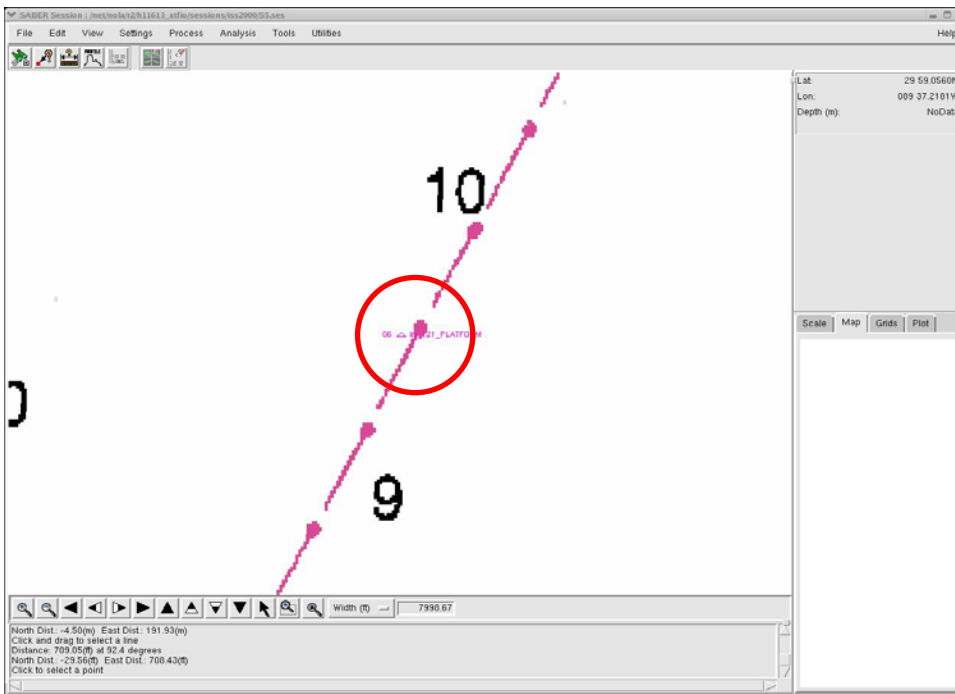 SABER Session : /net/nola/r2/h11613_stfio/sessions/iss2000/S5.ses
File Edit View Settings Process Analysis Tools Utilities Help
Lat: 29 59.0560N
Lon: 089 37.2181W
Depth (m): NoData
10
06
9
Scale Map Grids Plot
Width (ft) 7990.67
North Dist.: -4.50(m) East Dist.: 191.93(m)
Click and drag to select a line
Distance: 709.05(ft) at 92.4 degrees
North Dist.: -29.56(ft) East Dist.: 708.43(ft)
Click to select a point